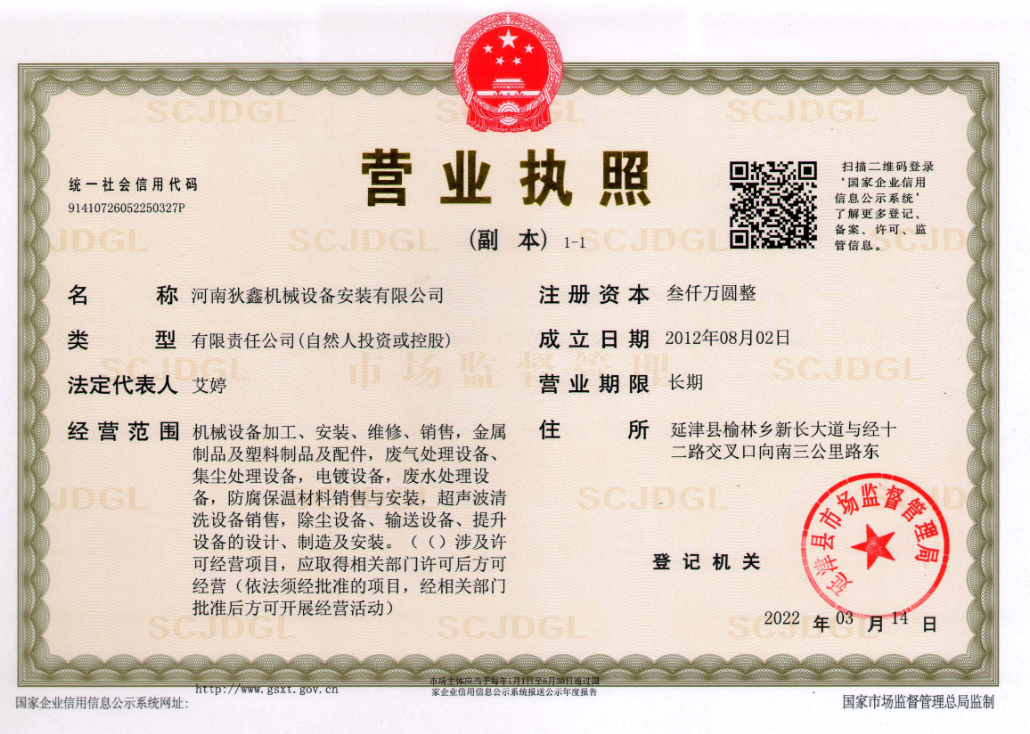 营业执照
(副 本) 1-1
统一社会信用代码
91410726052250327P
扫描二维码登录
‘国家企业信用
信息公示系统’
了解更多登记、
备案、许可、监
管信息。
名 称 河南狄鑫机械设备安装有限公司
类 型 有限责任公司(自然人投资或控股)
法定代表人 艾婷
经营范围 机械设备加工、安装、维修、销售，金属
制品及塑料制品及配件，废气处理设备、
集尘处理设备，电镀设备，废水处理设
备，防腐保温材料销售与安装，超声波清
洗设备销售，除尘设备、输送设备、提升
设备的设计、制造及安装。（（）涉及许
可经营项目，应取得相关部门许可后方可
经营（依法须经批准的项目，经相关部门
批准后方可开展经营活动）
注册资本 叁仟万圆整
成立日期 2012年08月02日
营业期限 长期
住 所 延津县榆林乡新长大道与经十
二路交叉口向南三公里路东
登记机关
延津县市场监督管理局
2022 年 03 月 14 日
SCJDGL
市场监督管理
国家企业信用信息公示系统网址:
http://www.gsxt.gov.cn
市场主体应当于每年1月1日至6月30日通过国
家企业信用信息公示系统报送公示年度报告
国家市场监督管理总局监制